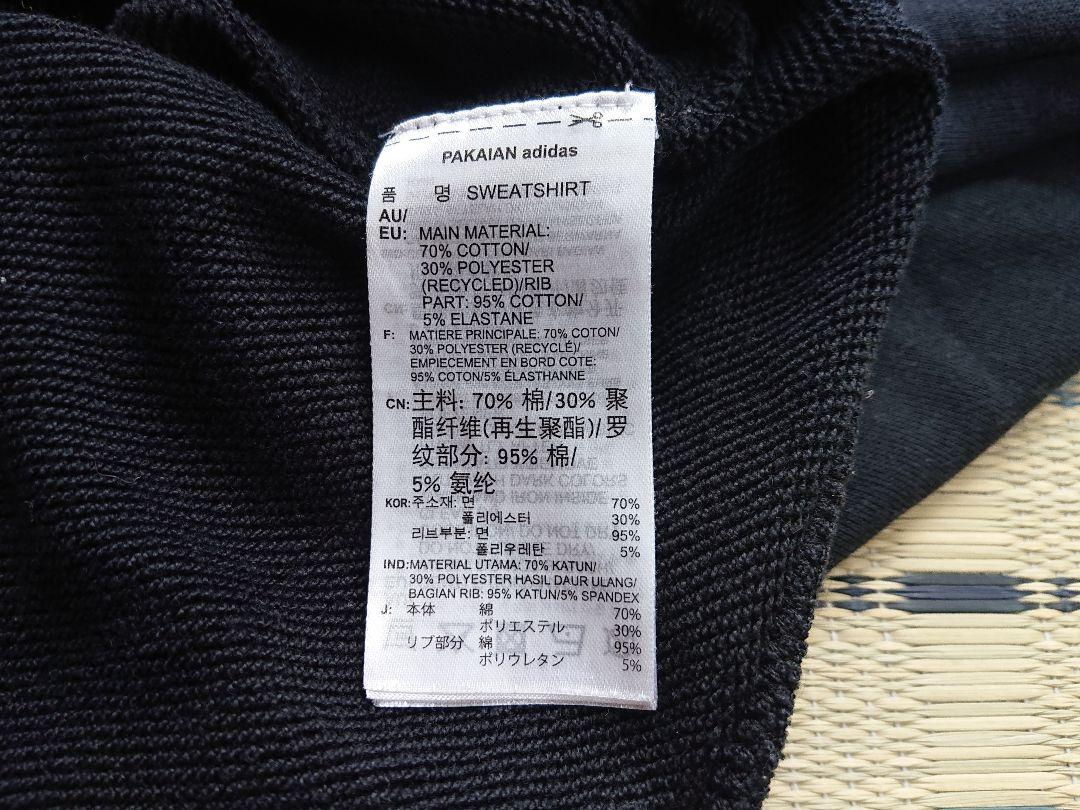 PAKAIAN adidas
품 명 SWEATSHIRT
AU/
EU: MAIN MATERIAL:
70% COTTON/
30% POLYESTER
(RECYCLED)/RIB
PART: 95% COTTON/
5% ELASTANE
F: MATIERE PRINCIPALE: 70% COTON/
30% POLYESTER (RECYCLÉ)/
EMPIECEMENT EN BORD COTE:
95% COTON/5% ÉLASTHANNE
CN: 主料: 70% 棉/30% 聚
酯纤维(再生聚酯)/罗
纹部分: 95% 棉/
5% 氨纶
KOR: 주소재: 면 70%
폴리에스터 30%
리브부분: 면 95%
폴리우레탄 5%
IND: MATERIAL UTAMA: 70% KATUN/
30% POLYESTER HASIL DAUR ULANG/
BAGIAN RIB: 95% KATUN/5% SPANDEX
J: 本体 綿 70%
ポリエステル 30%
リブ部分 綿 95%
ポリウレタン 5%